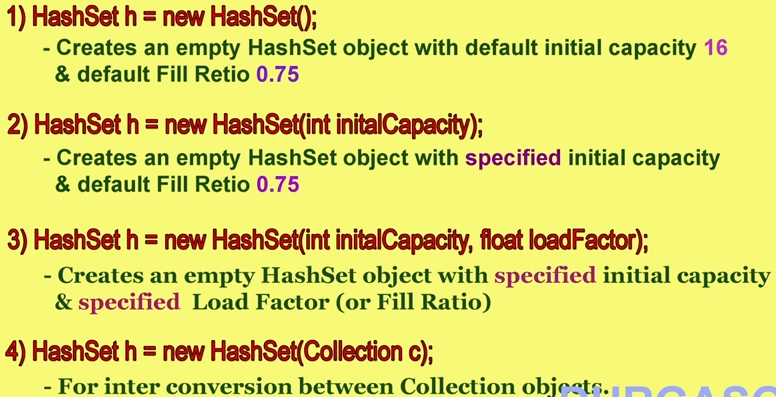 1) HashSet h = new HashSet();
- Creates an empty HashSet object with default initial capacity 16
& default Fill Retio 0.75
2) HashSet h = new HashSet(int initalCapacity);
- Creates an empty HashSet object with specified initial capacity
& default Fill Retio 0.75
3) HashSet h = new HashSet(int initalCapacity, float loadFactor);
- Creates an empty HashSet object with specified initial capacity
& specified Load Factor (or Fill Ratio)
4) HashSet h = new HashSet(Collection c);
- For inter conversion between Collection objects.